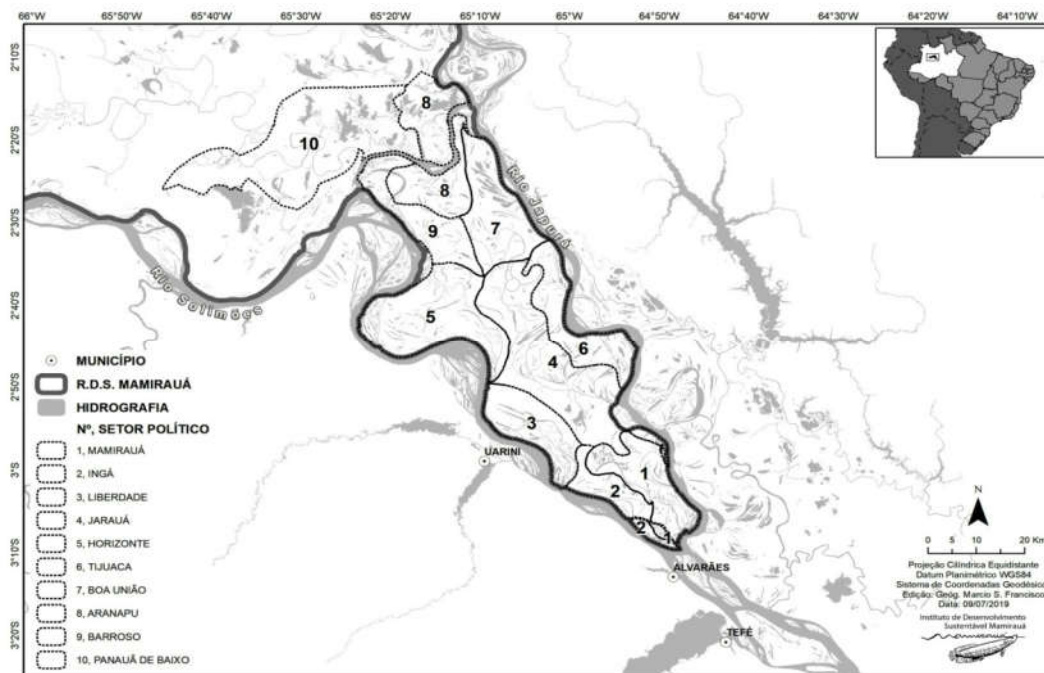 66°W 65°50'W 65°40'W 65°30'W 65°20'W 65°10'W 65°W 64°50'W 64°40'W 64°30'W 64°20'W 64°10'W
2°10'S
2°20'S
2°30'S
2°40'S
2°50'S
3°S
3°10'S
3°20'S
8
10
8
Rio Japurá
9
7
Rio Solimões
5
6
4
3
1
2
2
1
UARINI
ALVARÃES
TEFÉ
MUNICÍPIO
R.D.S. MAMIRAUÁ
HIDROGRAFIA
Nº, SETOR POLÍTICO
1, MAMIRAUÁ
2, INGÁ
3, LIBERDADE
4, JARAUÁ
5, HORIZONTE
6, TIJUACA
7, BOA UNIÃO
8, ARANAPU
9, BARROSO
10, PANAUÃ DE BAIXO
N
0 5 10 20 Km
Projeção Cilíndrica Equidistante
Datum Planimétrico WGS84
Sistema de Coordenadas Geodésica
Edição: Geóg. Marcio S. Francisco
Data: 09/07/2019
Instituto de Desenvolvimento
Sustentável Mamirauá